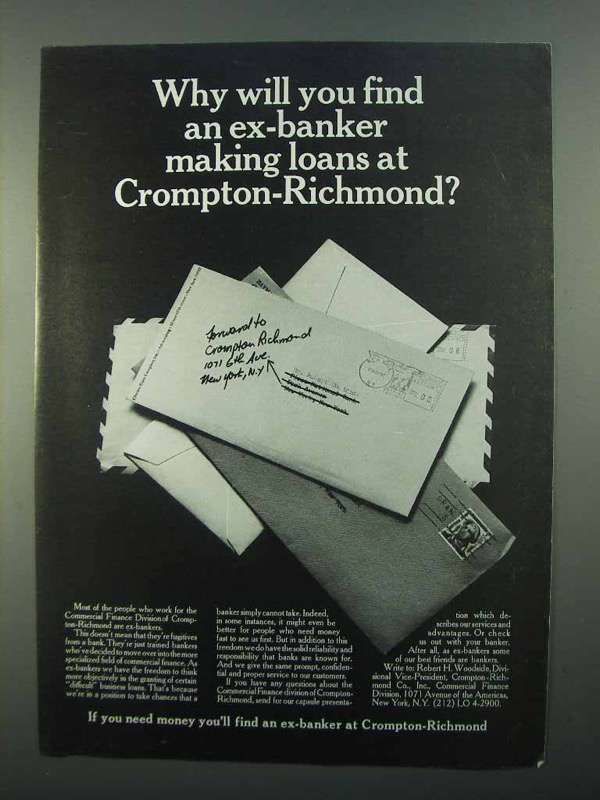 Why will you find
an ex-banker
making loans at
Crompton-Richmond?
Forward to
Crompton Richmond
1071 6th Ave.
New York, N.Y
Most of the people who work for the
Commercial Finance Division of Cromp-
ton-Richmond are ex-bankers.
This doesn't mean that they're fugitives
from a bank. They're just trained bankers
who've decided to move over into the more
specialized field of commercial finance. As
ex-bankers we have the freedom to think
more objectively in the granting of certain
"difficult" business loans. That's because
we're in a position to take chances that a
banker simply cannot take. Indeed,
in some instances, it might even be
better for people who need money
fast to see us first. But in addition to this
freedom we do have the solid reliability and
responsibility that banks are known for.
And we give the same prompt, confiden-
tial and proper service to our customers.
If you have any questions about the
Commercial Finance division of Crompton-
Richmond, send for our capsule presenta-
tion which de-
scribes our services and
advantages. Or check
us out with your banker.
After all, as ex-bankers some
of our best friends are bankers.
Write to: Robert H. Woodside, Divi-
sional Vice-President, Crompton-Rich-
mond Co., Inc., Commercial Finance
Division, 1071 Avenue of the Americas,
New York, N.Y. (212) LO 4-2900.
If you need money you'll find an ex-banker at Crompton-Richmond